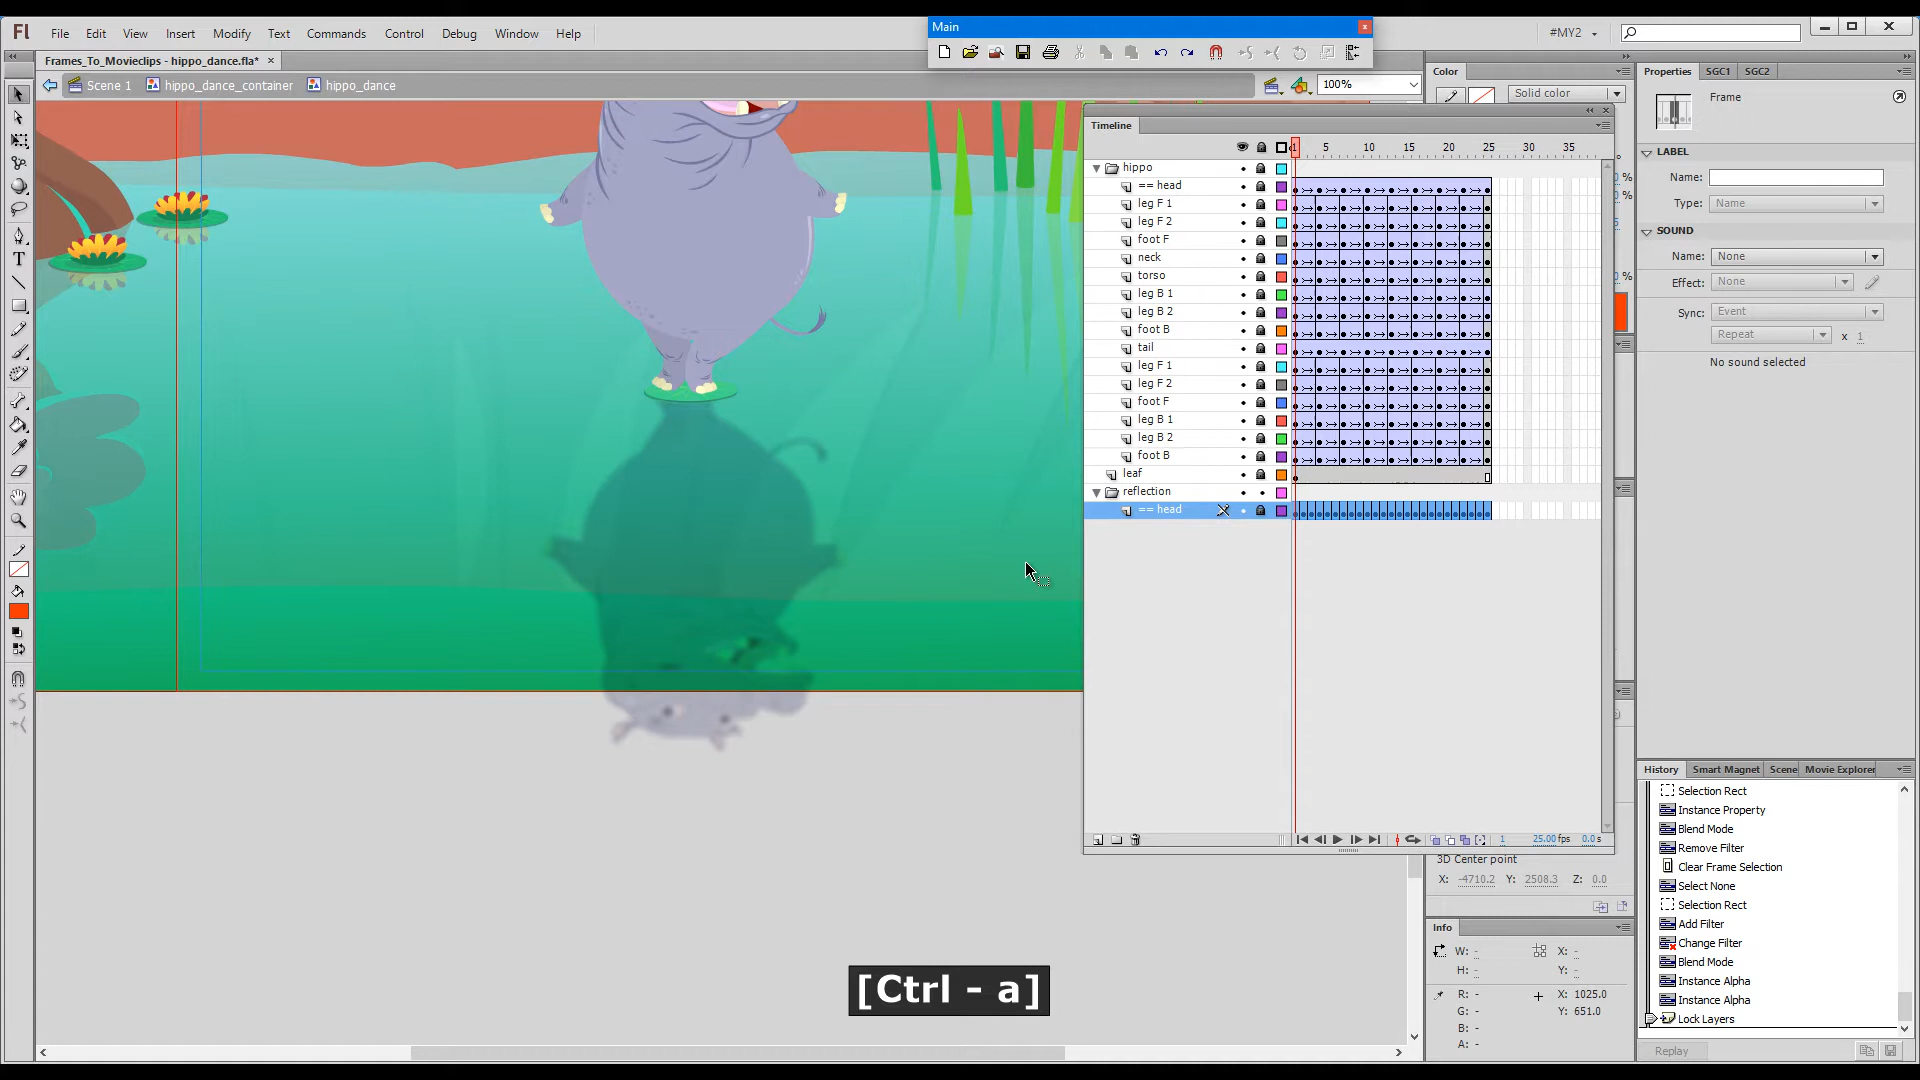 Main x
Fl File Edit View Insert Modify Text Commands Control Debug Window Help #MY2
Frames_To_Movieclips - hippo_dance.fla* ×
Scene 1 hippo_dance_container hippo_dance 100%
Color
Solid color
Properties SGC1 SGC2
Frame
LABEL
Name:
Type: Name
SOUND
Name: None
Effect: None
Sync: Event
Repeat x 1
No sound selected
Timeline
1 5 10 15 20 25 30 35
hippo
== head
leg F 1
leg F 2
foot F
neck
torso
leg B 1
leg B 2
foot B
tail
leg F 1
leg F 2
foot F
leg B 1
leg B 2
foot B
leaf
reflection
== head
1 25.00 fps 0.0 s
3D Center point
X: -4710.2 Y: 2508.3 Z: 0.0
Info
W: - X: -
H: - Y: -
R: - X: 1025.0
G: - Y: 651.0
B: -
A: -
History Smart Magnet Scene Movie Explorer
Selection Rect
Instance Property
Blend Mode
Remove Filter
Clear Frame Selection
Select None
Selection Rect
Add Filter
Change Filter
Blend Mode
Instance Alpha
Instance Alpha
Lock Layers
Replay
[Ctrl - a]